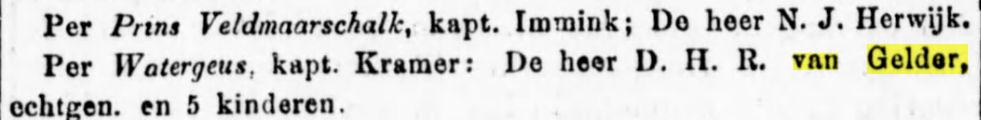 Per Prins Veldmaarschalk, kapt. Immink; De heer N. J. Herwijk.
Per Watergeus, kapt. Kramer: De heer D. H. R. van Gelder,
echtgen. en 5 kinderen.